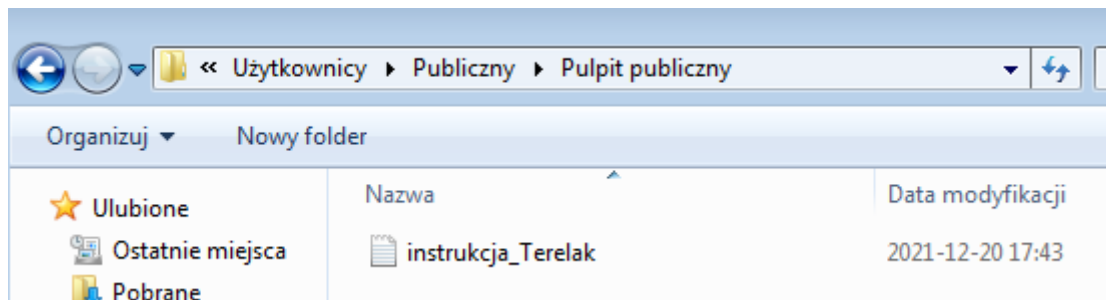 « Użytkownicy ▸ Publiczny ▸ Pulpit publiczny
Organizuj Nowy folder
Nazwa Data modyfikacji
Ulubione
Ostatnie miejsca instrukcja_Terelak 2021-12-20 17:43
Pobrane